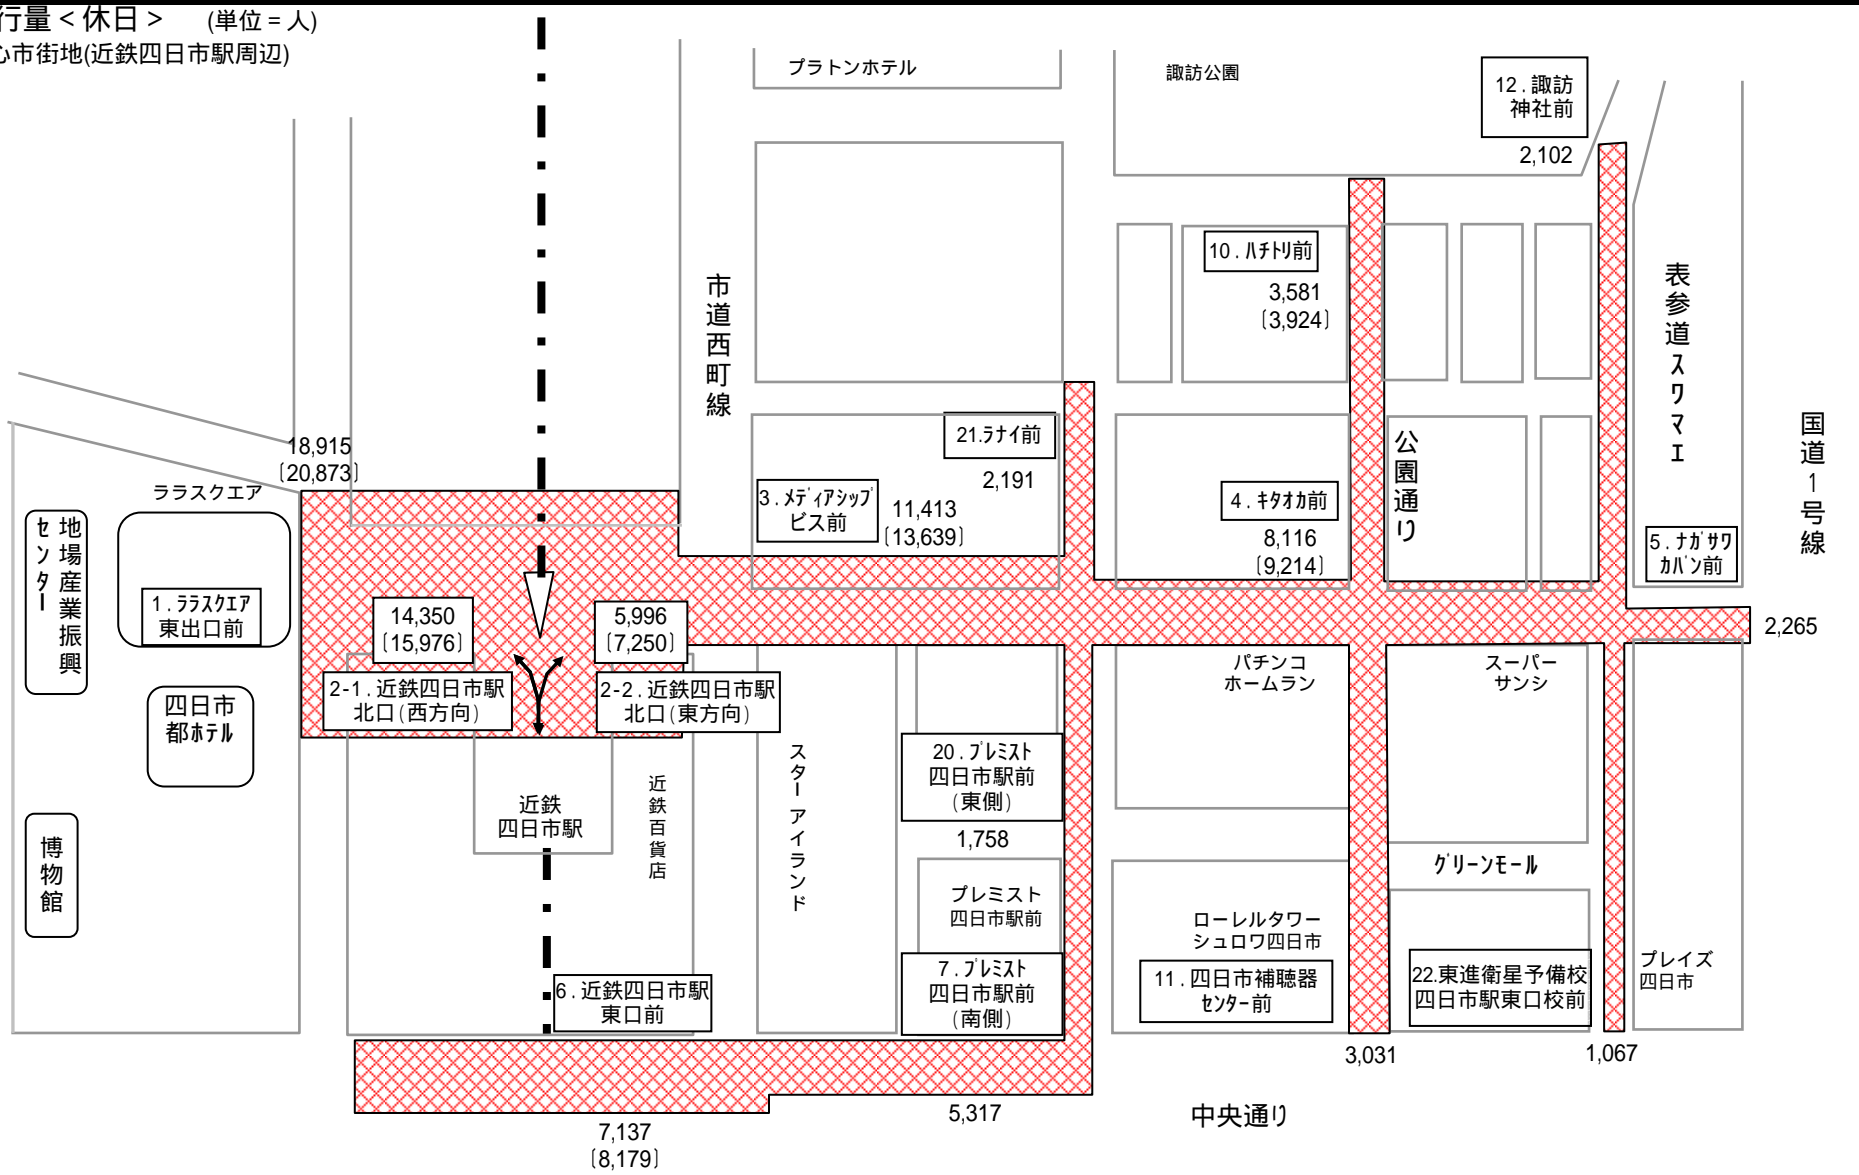 行量＜休日＞ (単位＝人)
心市街地(近鉄四日市駅周辺)
プラトンホテル
諏訪公園
12．諏訪
神社前
2,102
10．ﾊﾁﾄﾘ前
3,581
〔3,924〕
市道西町線
表参道スワマエ
国道１号線
公園通り
18,915
〔20,873〕
ララスクエア
地場産業振興
センター
1．ﾗﾗｽｸｴｱ
東出口前
四日市
都ﾎﾃﾙ
博物館
14,350
〔15,976〕
5,996
〔7,250〕
2-1．近鉄四日市駅
北口(西方向)
2-2．近鉄四日市駅
北口(東方向)
21.ﾗﾅｲ前
2,191
3．ﾒﾃﾞｨｱｼｯﾌﾟ
ビス前
11,413
〔13,639〕
4．ｷﾀｵｶ前
8,116
〔9,214〕
5．ﾅｶﾞｻﾜ
ｶﾊﾞﾝ前
2,265
パチンコ
ホームラン
スーパー
サンシ
近鉄
四日市駅
近鉄百貨店
スターアイランド
20．ﾌﾟﾚﾐｽﾄ
四日市駅前
(東側)
1,758
プレミスト
四日市駅前
7．ﾌﾟﾚﾐｽﾄ
四日市駅前
(南側)
グリーンモール
ローレルタワー
シュロワ四日市
11．四日市補聴器
ｾﾝﾀｰ前
22.東進衛星予備校
四日市駅東口校前
プレイズ
四日市
6．近鉄四日市駅
東口前
3,031
1,067
5,317
中央通り
7,137
〔8,179〕